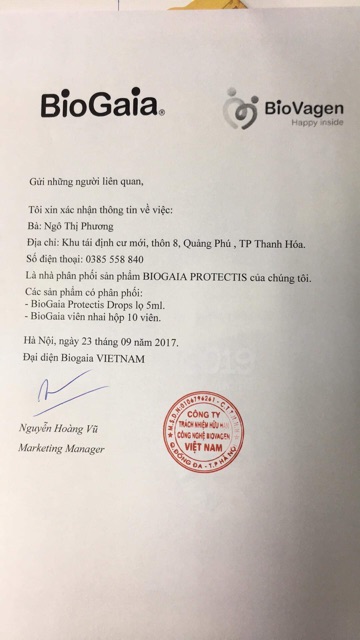 BioGaia®
BioVagen
Happy inside
Gửi những người liên quan,
Tôi xin xác nhận thông tin về việc:
Bà: Ngô Thị Phương
Địa chỉ: Khu tái định cư mới, thôn 8, Quảng Phú , TP Thanh Hóa.
Số điện thoại: 0385 558 840
Là nhà phân phối sản phẩm BIOGAIA PROTECTIS của chúng tôi.
Các sản phẩm có phân phối:
- BioGaia Protectis Drops lọ 5ml.
- BioGaia viên nhai hộp 10 viên.
Hà Nội, ngày 23 tháng 09 năm 2017.
Đại diện Biogaia VIETNAM
Nguyễn Hoàng Vũ
Marketing Manager
M.S.D.N:0106796261-C.T
CÔNG TY
TRÁCH NHIỆM HỮU HẠN
CÔNG NGHỆ BIOVAGEN
VIỆT NAM
Q.ĐỐNG ĐA - T.P HÀ NỘI